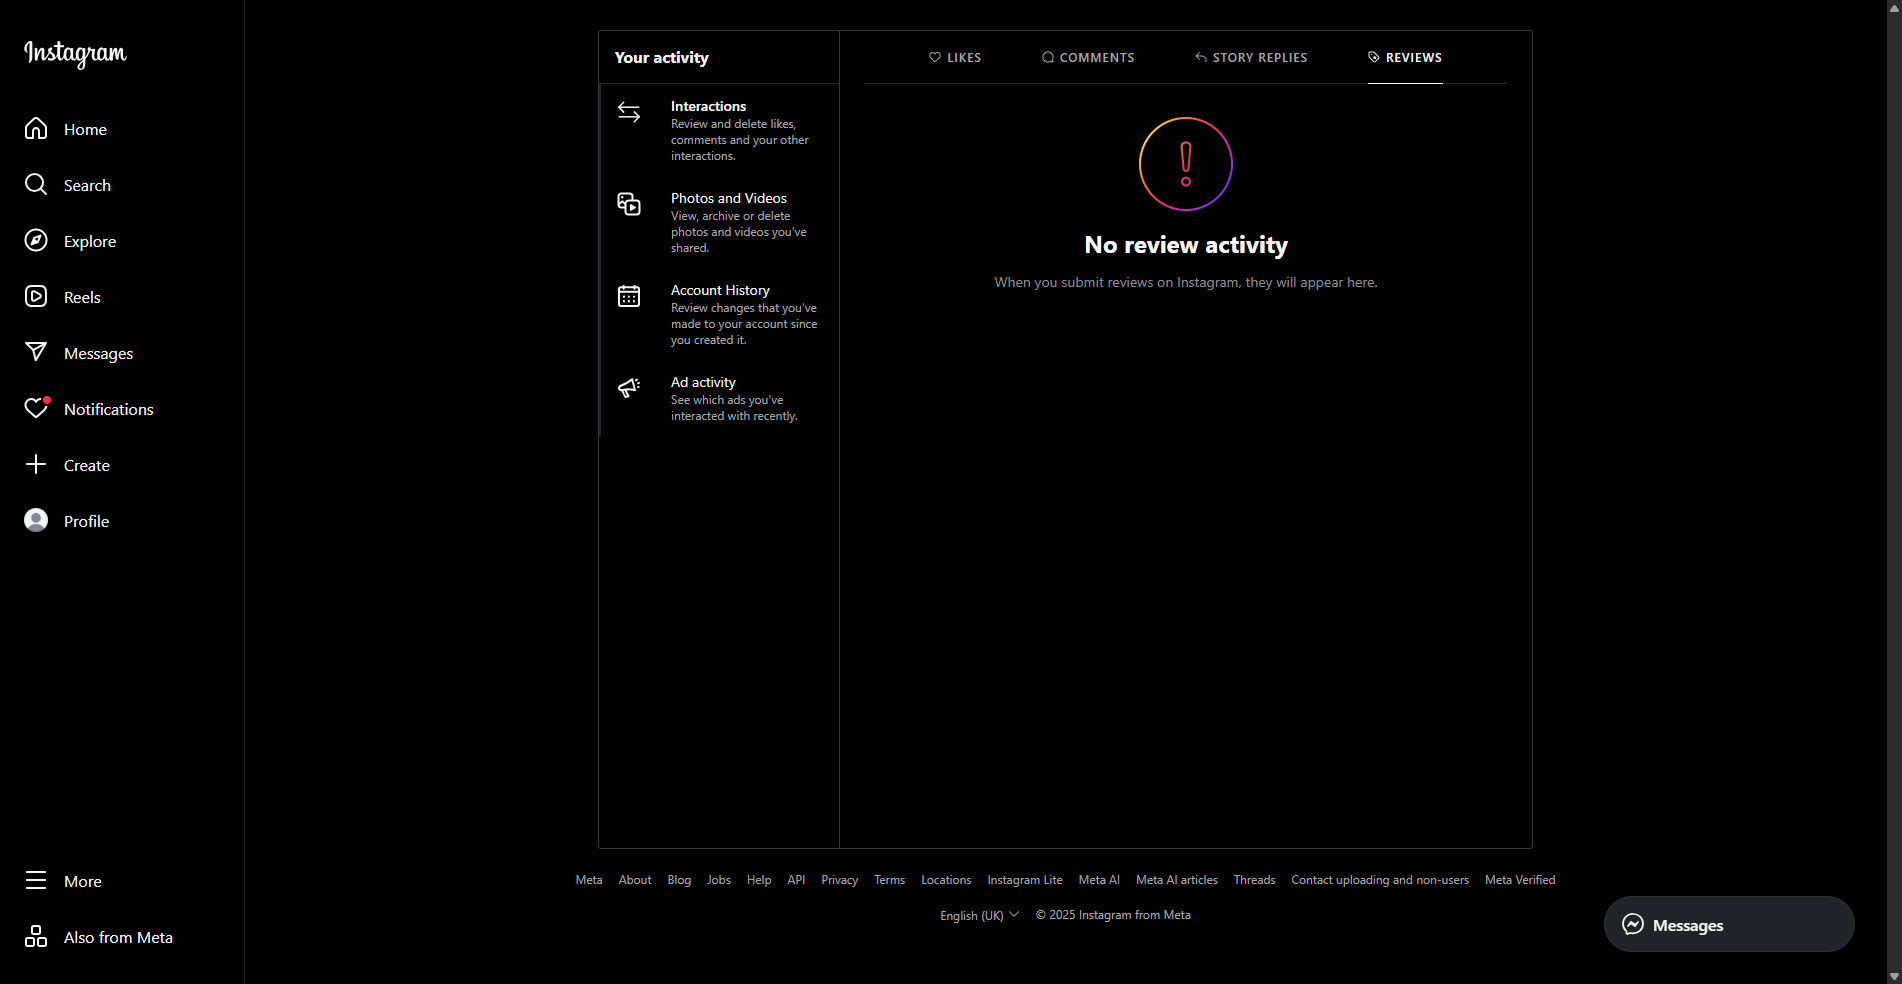 Instagram
Home
Search
Explore
Reels
Messages
Notifications
Create
Profile
More
Also from Meta
Your activity
Interactions
Review and delete likes,
comments and your other
interactions.
Photos and Videos
View, archive or delete
photos and videos you've
shared.
Account History
Review changes that you've
made to your account since
you created it.
Ad activity
See which ads you've
interacted with recently.
LIKES COMMENTS STORY REPLIES REVIEWS
No review activity
When you submit reviews on Instagram, they will appear here.
Meta About Blog Jobs Help API Privacy Terms Locations Instagram Lite Meta AI Meta AI articles Threads Contact uploading and non-users Meta Verified
English (UK) © 2025 Instagram from Meta
Messages